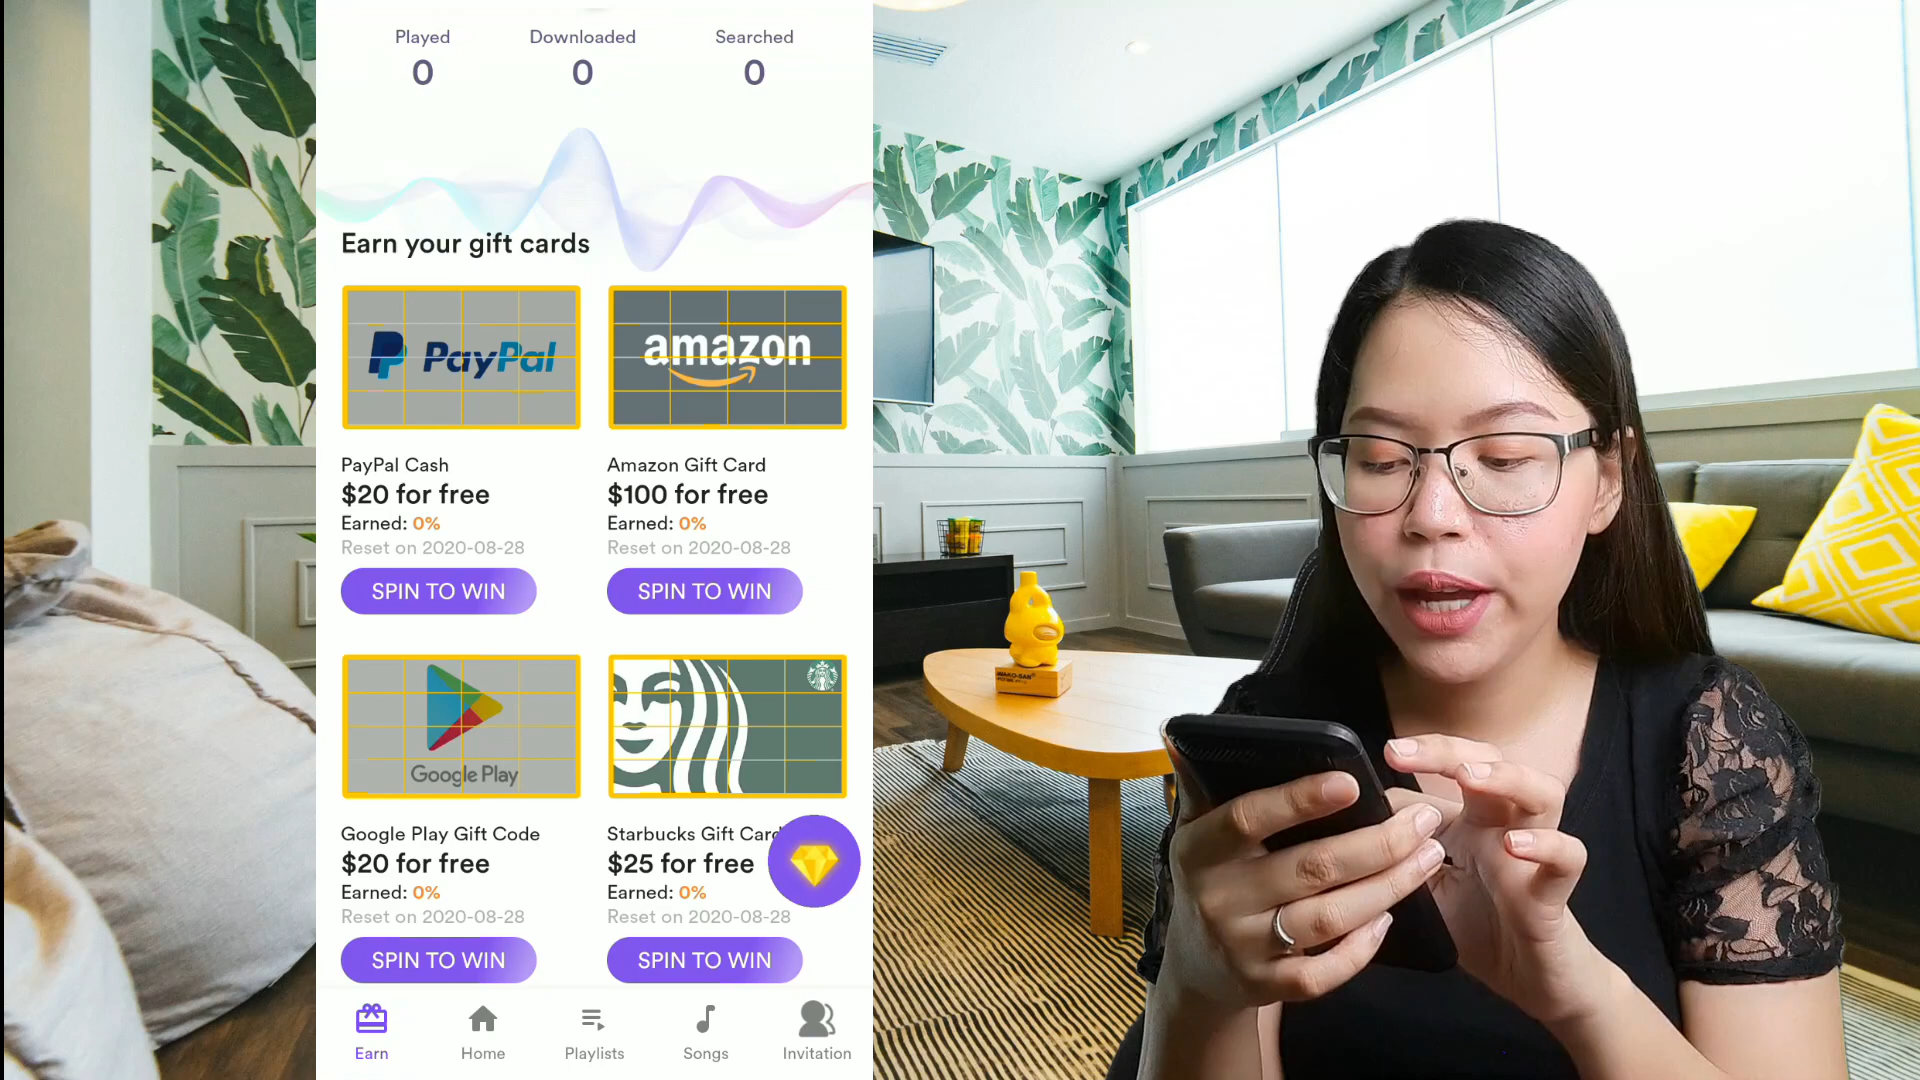 Played Downloaded Searched
0 0 0
Earn your gift cards
PayPal
amazon
PayPal Cash
$20 for free
Earned: 0%
Reset on 2020-08-28
SPIN TO WIN
Amazon Gift Card
$100 for free
Earned: 0%
Reset on 2020-08-28
SPIN TO WIN
Google Play
Google Play Gift Code
$20 for free
Earned: 0%
Reset on 2020-08-28
SPIN TO WIN
Starbucks Gift Card
$25 for free
Earned: 0%
Reset on 2020-08-28
SPIN TO WIN
Earn Home Playlists Songs Invitation
WAKO-SAN